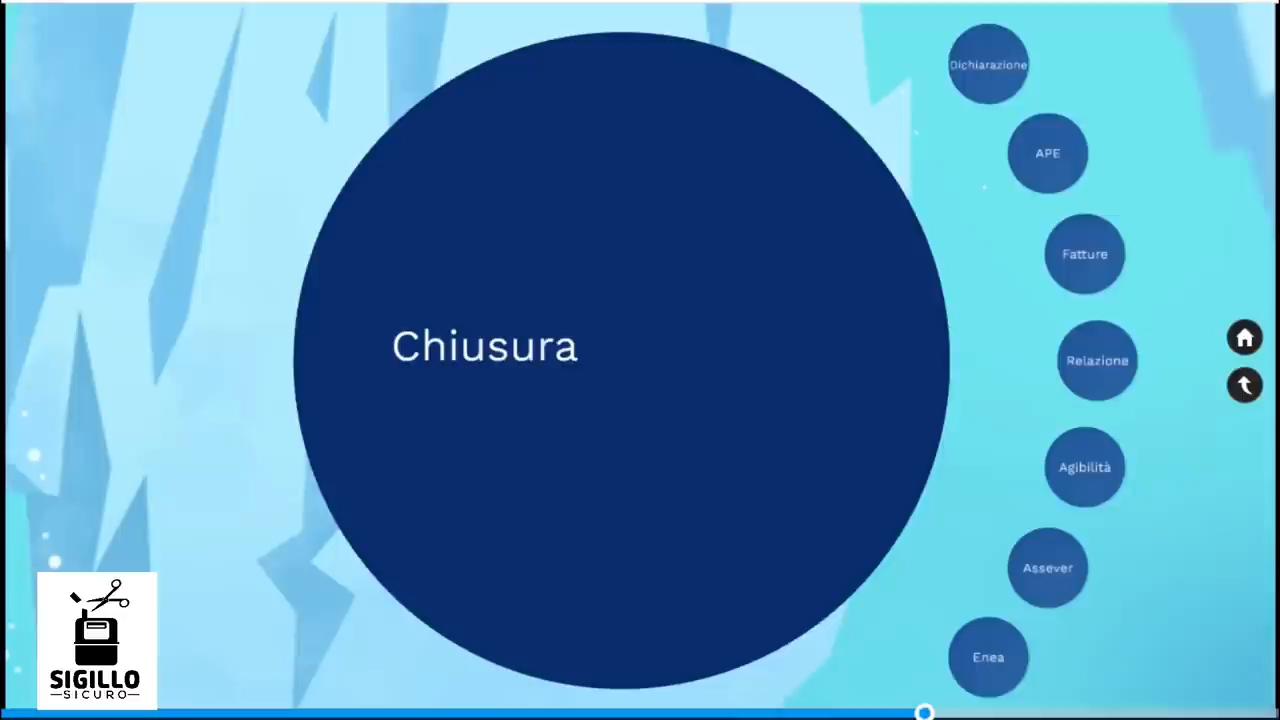 Dichiarazione
APE
Fatture
Chiusura
Relazione
Agibilità
Assever
Enea
SIGILLO
SICURO